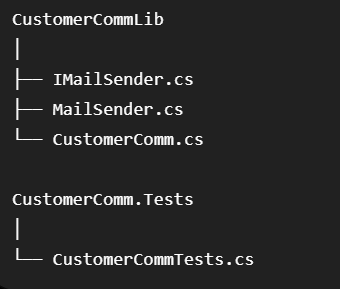 CustomerCommLib
│
├── IMailSender.cs
├── MailSender.cs
└── CustomerComm.cs
CustomerComm.Tests
│
└── CustomerCommTests.cs